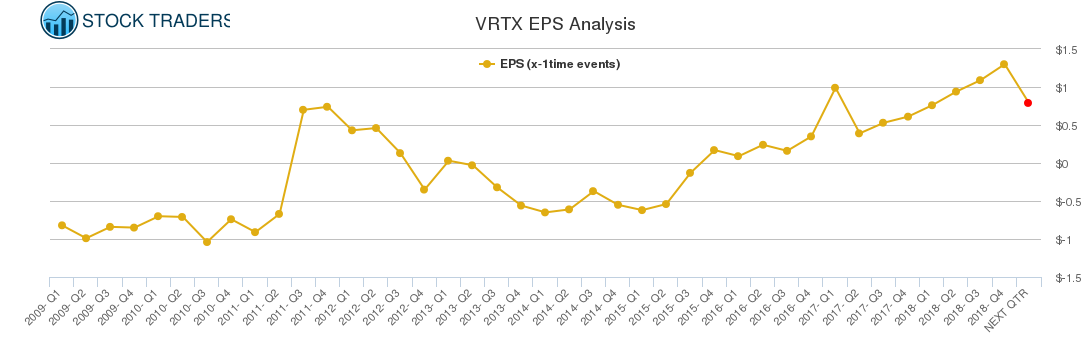 STOCK TRADERS
VRTX EPS Analysis
EPS (x-1time events)
$1.5
$1
$0.5
$0
$-0.5
$-1
$-1.5
2009-Q1
2009-Q2
2009-Q3
2009-Q4
2010-Q1
2010-Q2
2010-Q3
2010-Q4
2011-Q1
2011-Q2
2011-Q3
2011-Q4
2012-Q1
2012-Q2
2012-Q3
2012-Q4
2013-Q1
2013-Q2
2013-Q3
2013-Q4
2014-Q1
2014-Q2
2014-Q3
2014-Q4
2015-Q1
2015-Q2
2015-Q3
2015-Q4
2016-Q1
2016-Q2
2016-Q3
2016-Q4
2017-Q1
2017-Q2
2017-Q3
2017-Q4
2018-Q1
2018-Q2
2018-Q3
2018-Q4
NEXT QTR